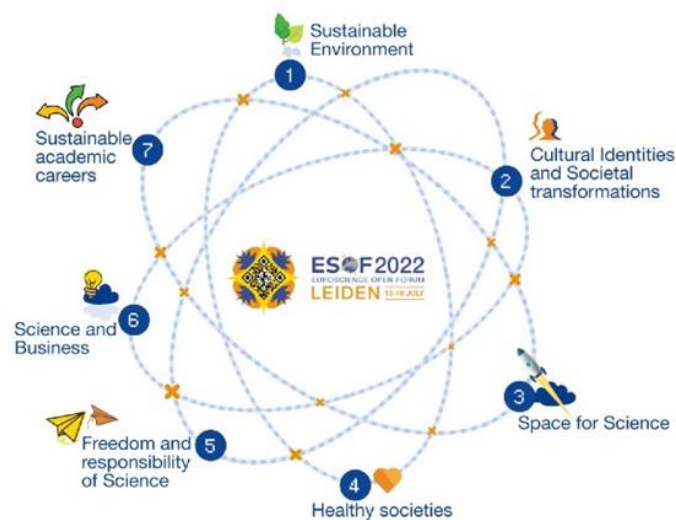 Sustainable
Environment
1
Cultural Identities
and Societal
transformations
2
3
Space for Science
4
Healthy societies
5
Freedom and
responsibility
of Science
6
Science and
Business
7
Sustainable
academic
careers
ESOF2022
EUROSCIENCE OPEN FORUM
LEIDEN 13-16 JULY